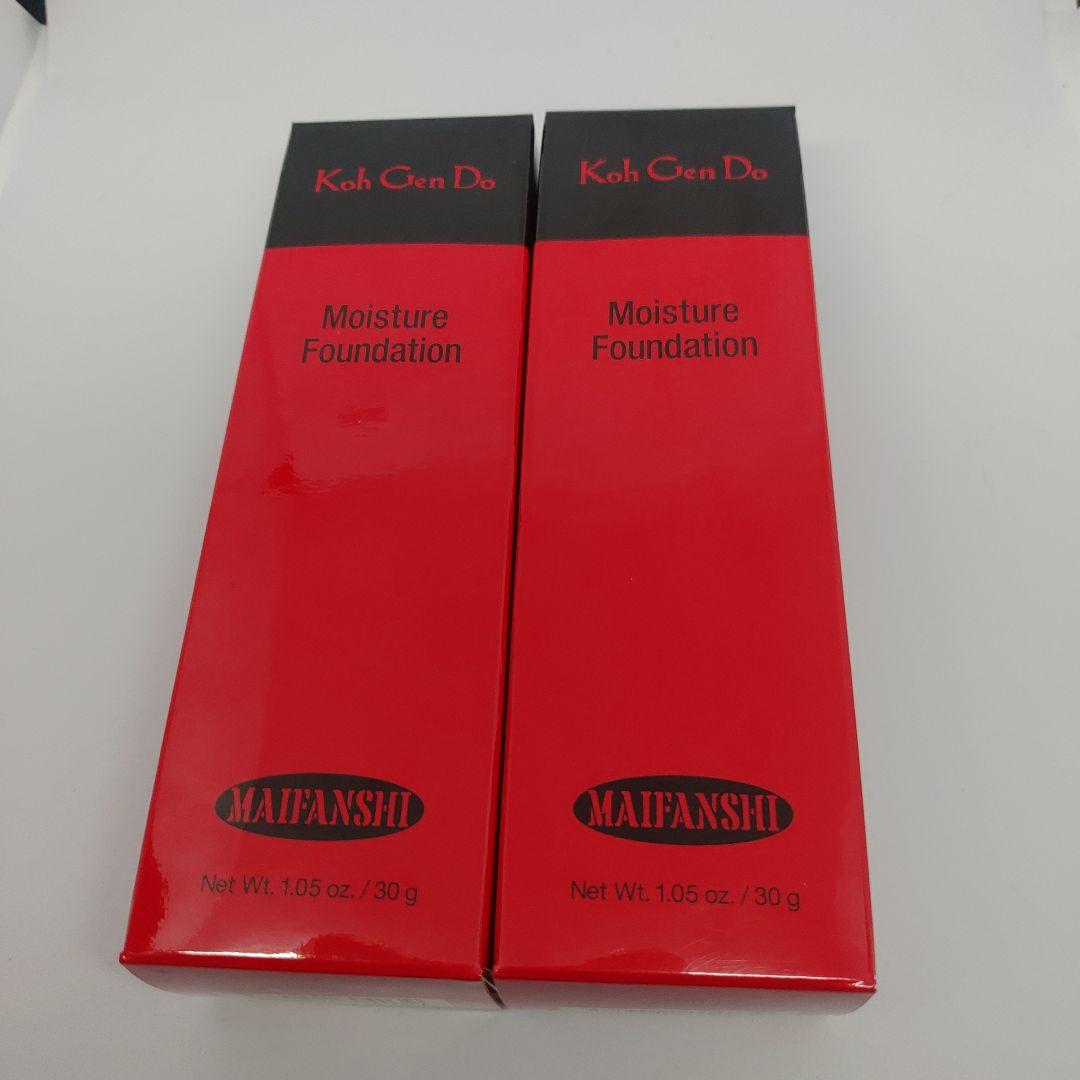 Koh Gen Do
Moisture
Foundation
MAIFANSHI
Net Wt. 1.05 oz. / 30 g
Koh Gen Do
Moisture
Foundation
MAIFANSHI
Net Wt. 1.05 oz. / 30 g